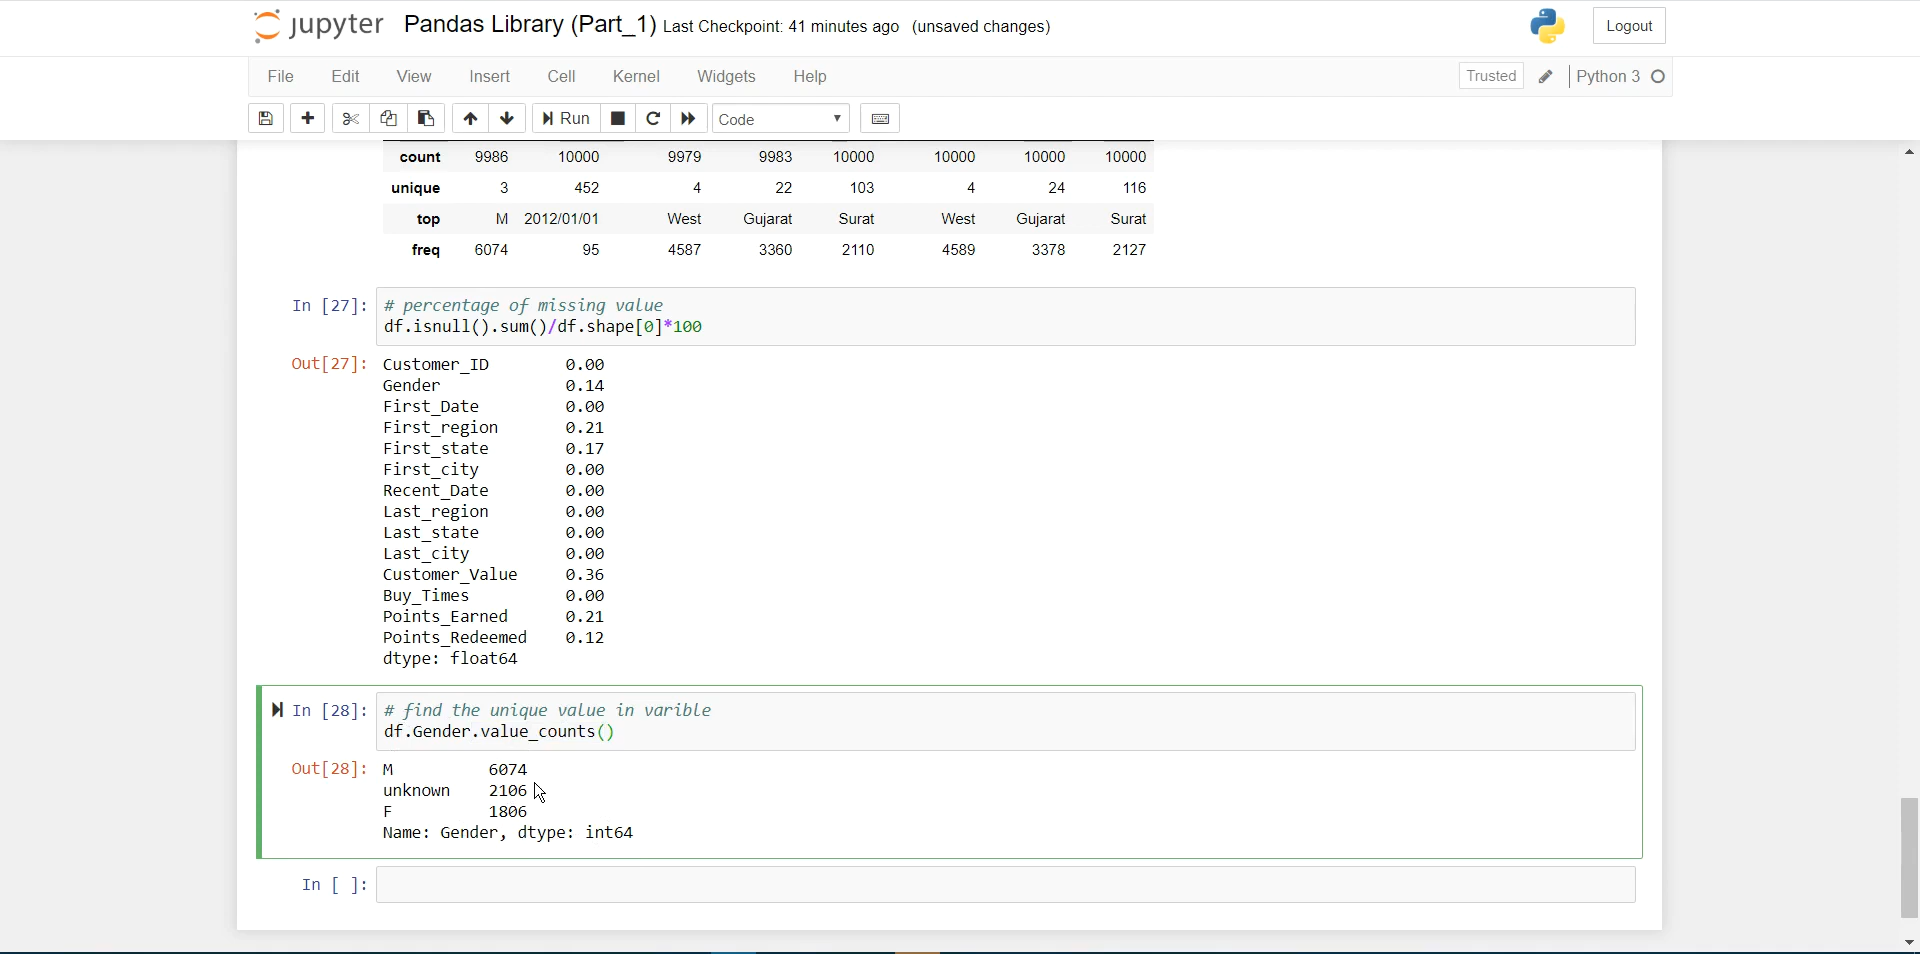 jupyter Pandas Library (Part_1) Last Checkpoint: 41 minutes ago (unsaved changes) Logout
File Edit View Insert Cell Kernel Widgets Help Trusted Python 3
Run Code
count 9986 10000 9979 9983 10000 10000 10000 10000
unique 3 452 4 22 103 4 24 116
top M 2012/01/01 West Gujarat Surat West Gujarat Surat
freq 6074 95 4587 3360 2110 4589 3378 2127
In [27]: # percentage of missing value
df.isnull().sum()/df.shape[0]*100
Out[27]: Customer_ID 0.00
Gender 0.14
First_Date 0.00
First_region 0.21
First_state 0.17
First_city 0.00
Recent_Date 0.00
Last_region 0.00
Last_state 0.00
Last_city 0.00
Customer_Value 0.36
Buy_Times 0.00
Points_Earned 0.21
Points_Redeemed 0.12
dtype: float64
In [28]: # find the unique value in varible
df.Gender.value_counts()
Out[28]: M 6074
unknown 2106
F 1806
Name: Gender, dtype: int64
In [ ]: